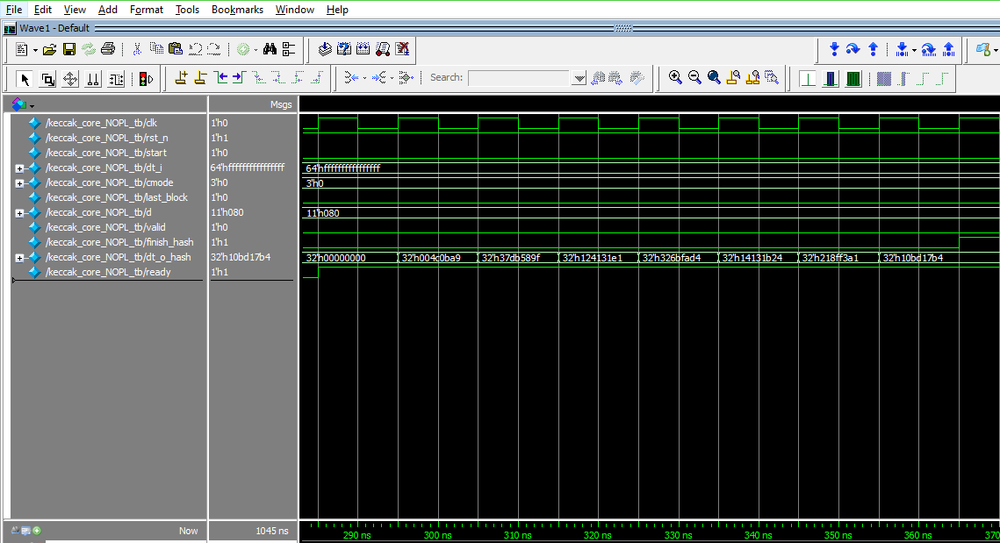 File Edit View Add Format Tools Bookmarks Window Help
Wave1 - Default
Search:
Msgs
/keccak_core_NOPL_tb/clk 1'h0
/keccak_core_NOPL_tb/rst_n 1'h1
/keccak_core_NOPL_tb/start 1'h0
/keccak_core_NOPL_tb/dt_i 64'hffffffffffffffff 64'hffffffffffffffff
/keccak_core_NOPL_tb/cmode 3'h0 3'h0
/keccak_core_NOPL_tb/last_block 1'h0
/keccak_core_NOPL_tb/d 11'h080 11'h080
/keccak_core_NOPL_tb/valid 1'h0
/keccak_core_NOPL_tb/finish_hash 1'h1
/keccak_core_NOPL_tb/dt_o_hash 32'h10bd17b4 32'h00000000 32'h004c0ba9 32'h37db589f 32'h124131e1 32'h326bfad4 32'h14131b24 32'h218ff3a1 32'h10bd17b4
/keccak_core_NOPL_tb/ready 1'h1
Now 1045 ns 290 ns 300 ns 310 ns 320 ns 330 ns 340 ns 350 ns 360 ns 370